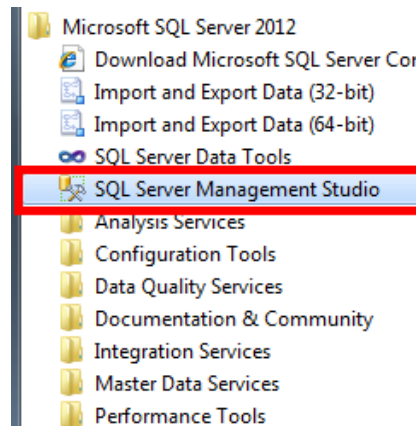 Microsoft SQL Server 2012
Download Microsoft SQL Server
Import and Export Data (32-bit)
Import and Export Data (64-bit)
SQL Server Data Tools
SQL Server Management Studio
Analysis Services
Configuration Tools
Data Quality Services
Documentation & Community
Integration Services
Master Data Services
Performance Tools